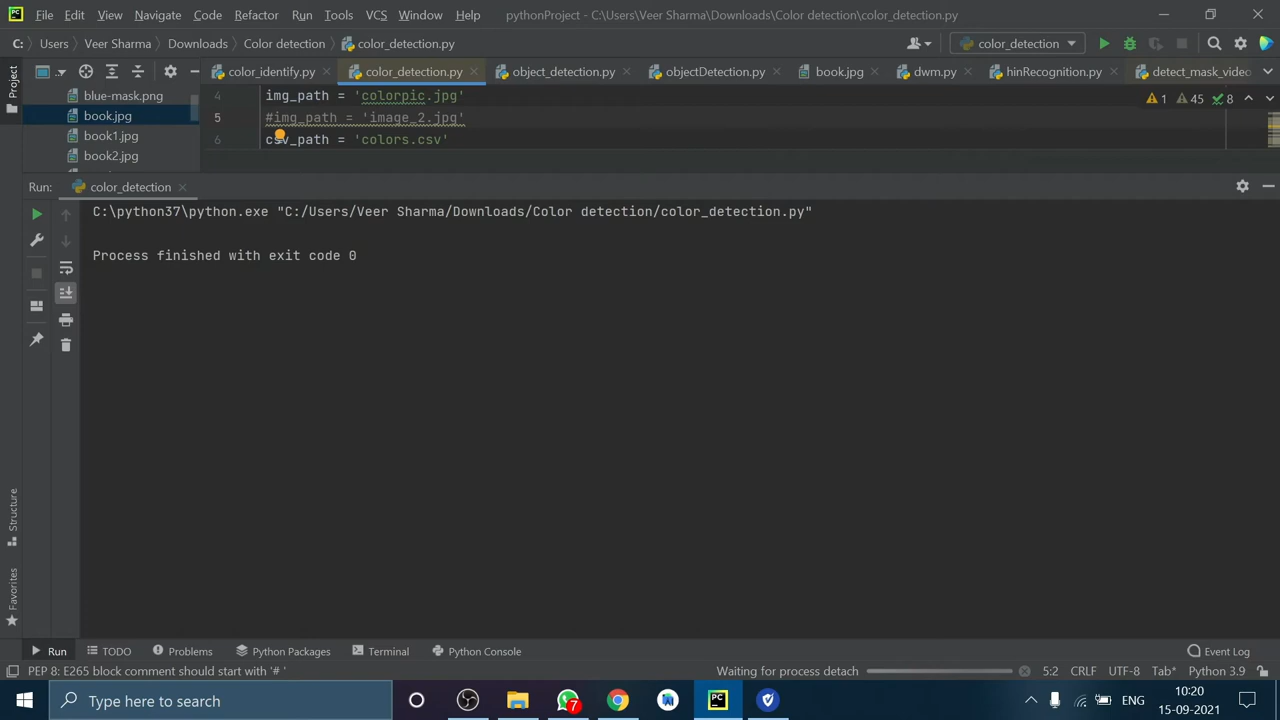 PC File Edit View Navigate Code Refactor Run Tools VCS Window Help pythonProject - C:\Users\Veer Sharma\Downloads\Color detection\color_detection.py
C: Users Veer Sharma Downloads Color detection color_detection.py color_detection
Project color_identify.py color_detection.py object_detection.py objectDetection.py book.jpg dwm.py hinRecognition.py detect_mask_video
blue-mask.png
book.jpg
book1.jpg
book2.jpg
4 img_path = 'colorpic.jpg'
5 #img_path = 'image_2.jpg'
6 csv_path = 'colors.csv'
1 45 8
Run: color_detection
C:\python37\python.exe "C:/Users/Veer Sharma/Downloads/Color detection/color_detection.py"
Process finished with exit code 0
Structure
Favorites
Run TODO Problems Python Packages Terminal Python Console Event Log
PEP 8: E265 block comment should start with '# ' Waiting for process detach 5:2 CRLF UTF-8 Tab* Python 3.9
Type here to search 7 PC ENG 10:20
15-09-2021